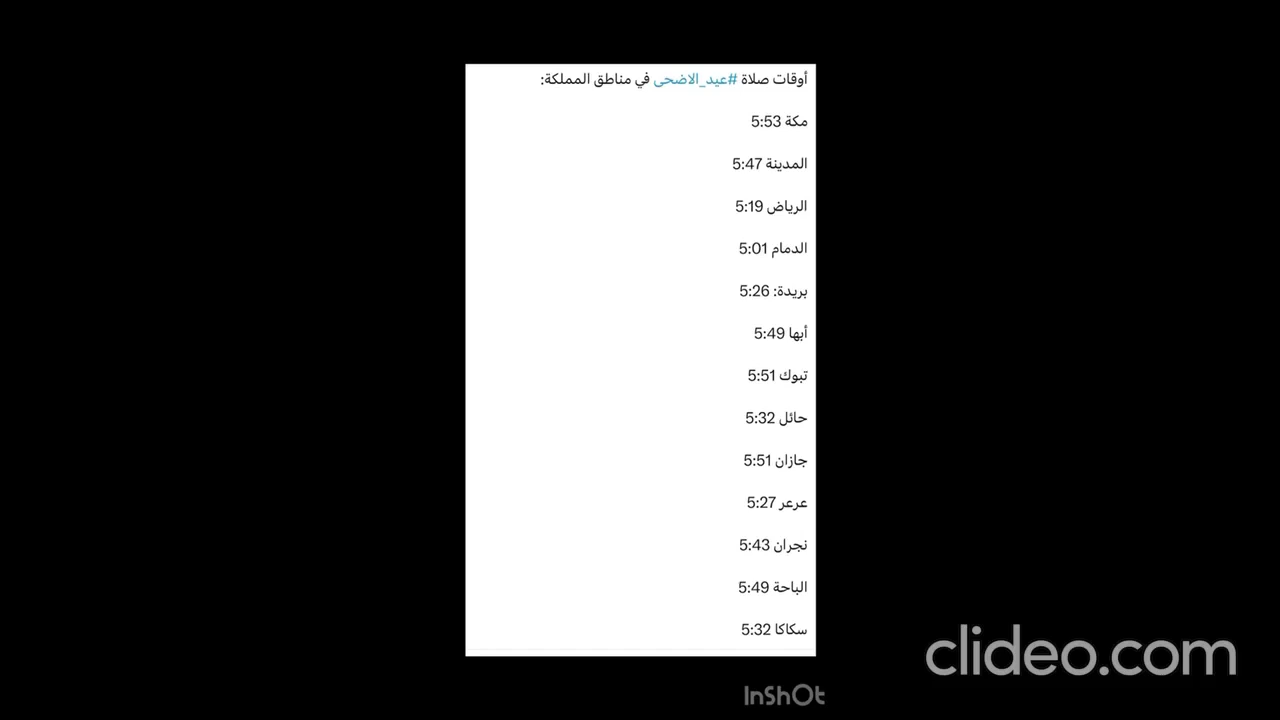 أوقات صلاة #عيد_الاضحى في مناطق المملكة:
مكة 5:53
المدينة 5:47
الرياض 5:19
الدمام 5:01
بريدة: 5:26
أبها 5:49
تبوك 5:51
حائل 5:32
جازان 5:51
عرعر 5:27
نجران 5:43
الباحة 5:49
سكاكا 5:32
clideo.com
InShOt